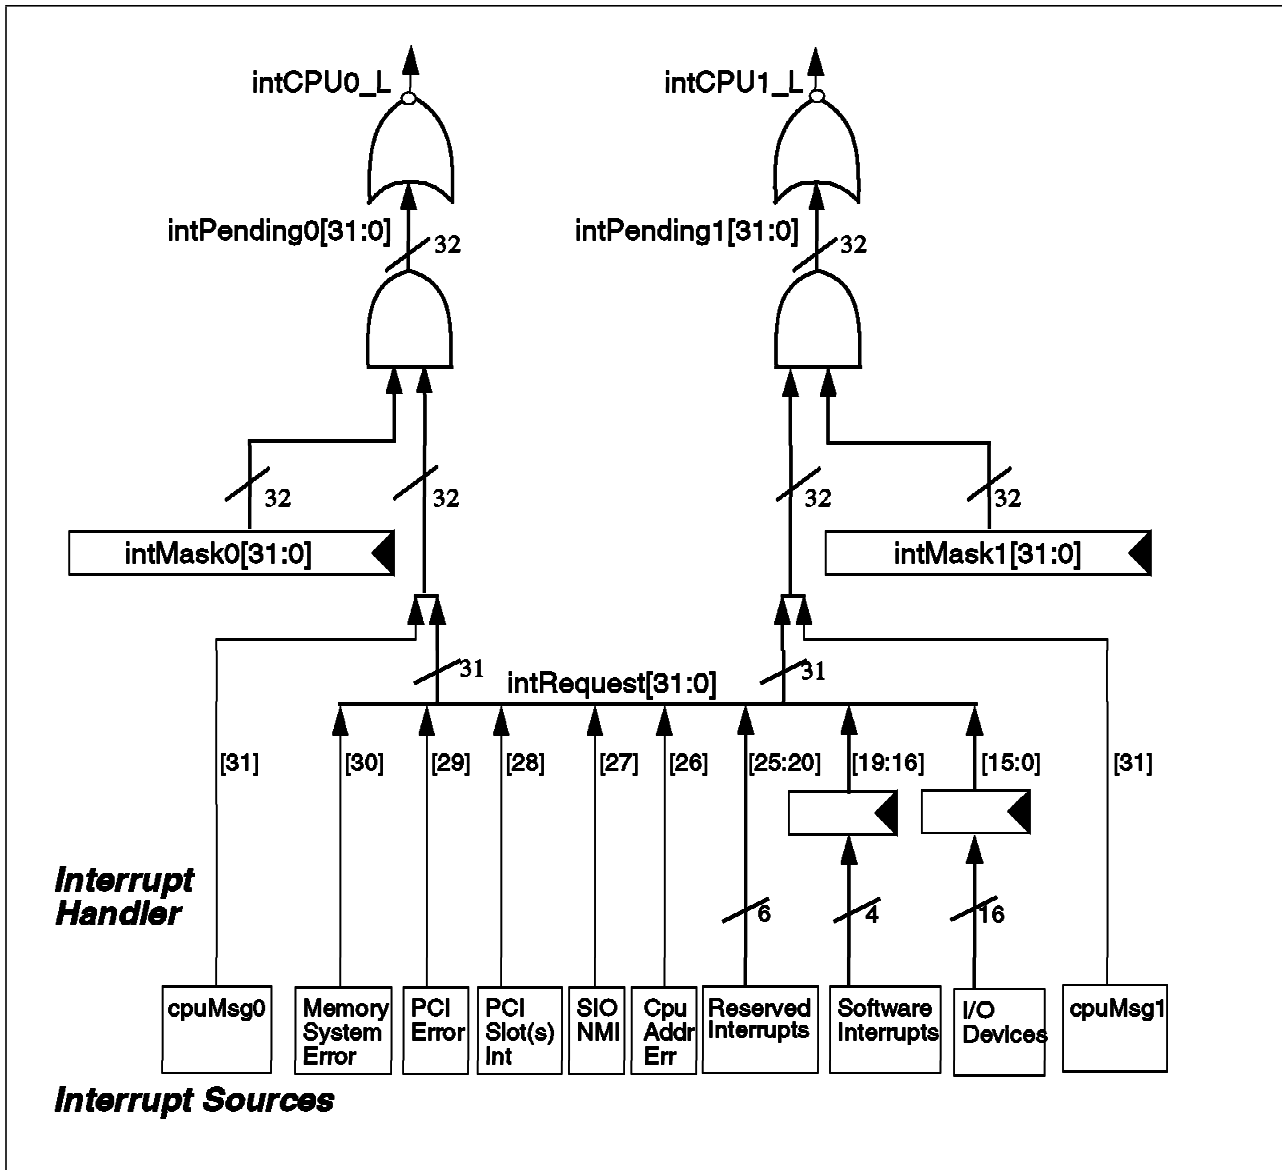 intCPU0_L
intCPU1_L
intPending0[31:0]
32
intPending1[31:0]
32
32
32
32
32
intMask0[31:0]
intMask1[31:0]
31
intRequest[31:0]
31
[31]
[30]
[29]
[28]
[27]
[26]
[25:20]
[19:16]
[15:0]
[31]
Interrupt
Handler
6
4
16
cpuMsg0
Memory
System
Error
PCI
Error
PCI
Slot(s)
Int
SIO
NMI
Cpu
Addr
Err
Reserved
Interrupts
Software
Interrupts
I/O
Devices
cpuMsg1
Interrupt Sources